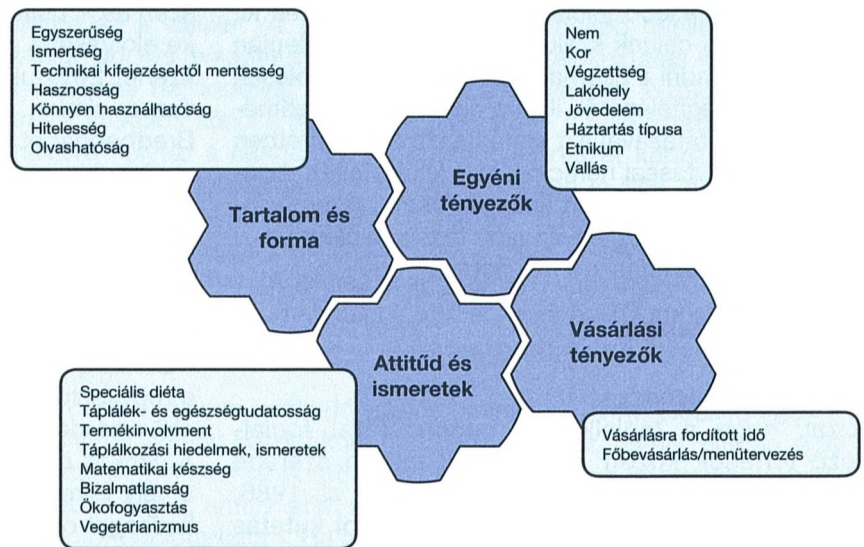 Egyszerűség
Ismertség
Technikai kifejezésektől mentesség
Hasznosság
Könnyen használhatóság
Hitelesség
Olvashatóság
Tartalom és
forma
Nem
Kor
Végzettség
Lakóhely
Jövedelem
Háztartás típusa
Etnikum
Vallás
Egyéni
tényezők
Attitűd és
ismeretek
Speciális diéta
Táplálék- és egészségtudatosság
Termékinvolvment
Táplálkozási hiedelmek, ismeretek
Matematikai készség
Bizalmatlanság
Ökofogyasztás
Vegetarianizmus
Vásárlási
tényezők
Vásárlásra fordított idő
Főbevásárlás/menütervezés